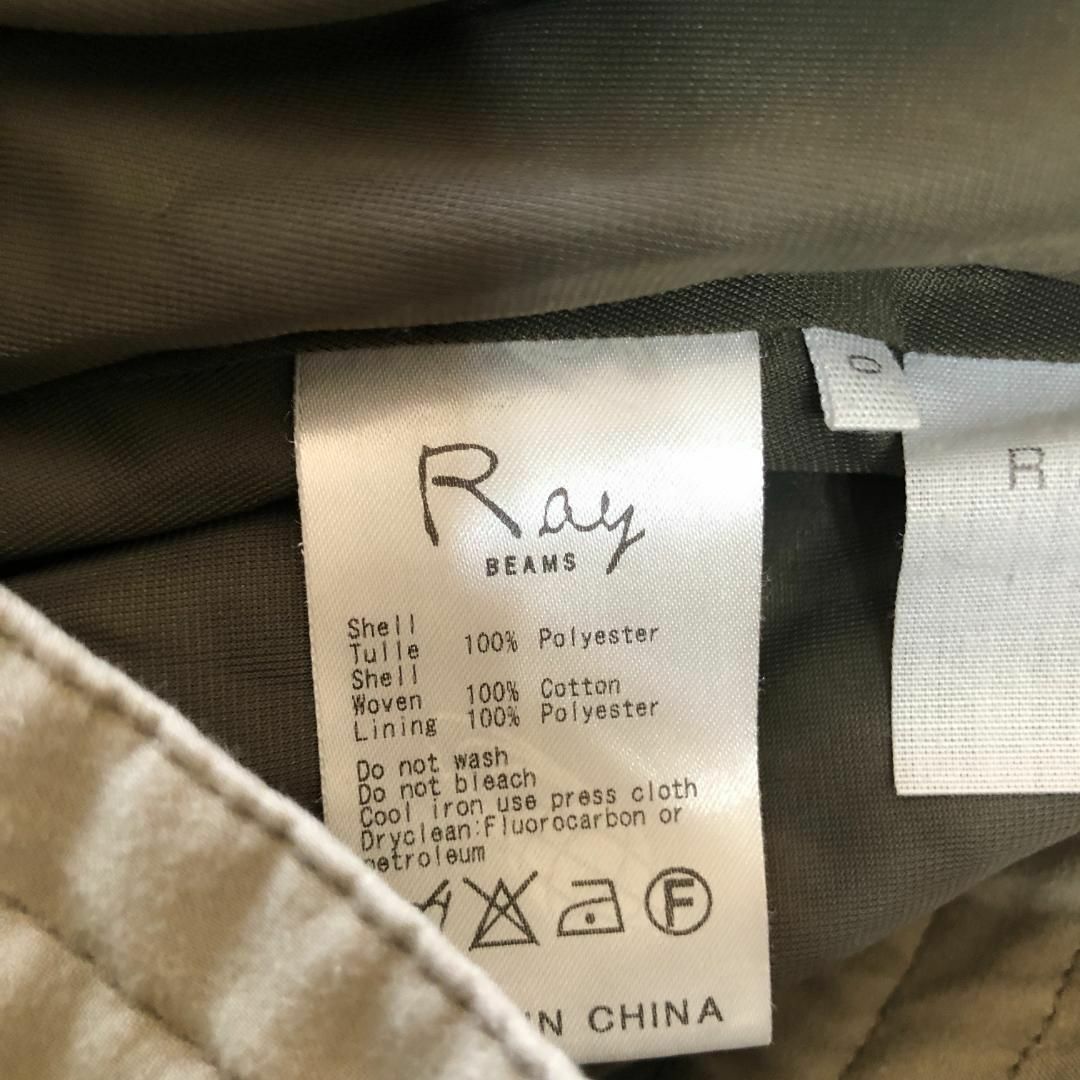 Ray
BEAMS
Shell
Tulle 100% Polyester
Shell
Woven 100% Cotton
Lining 100% Polyester
Do not wash
Do not bleach
Cool iron use press cloth
Dryclean:Fluorocarbon or
petroleum
F
IN CHINA
0
R